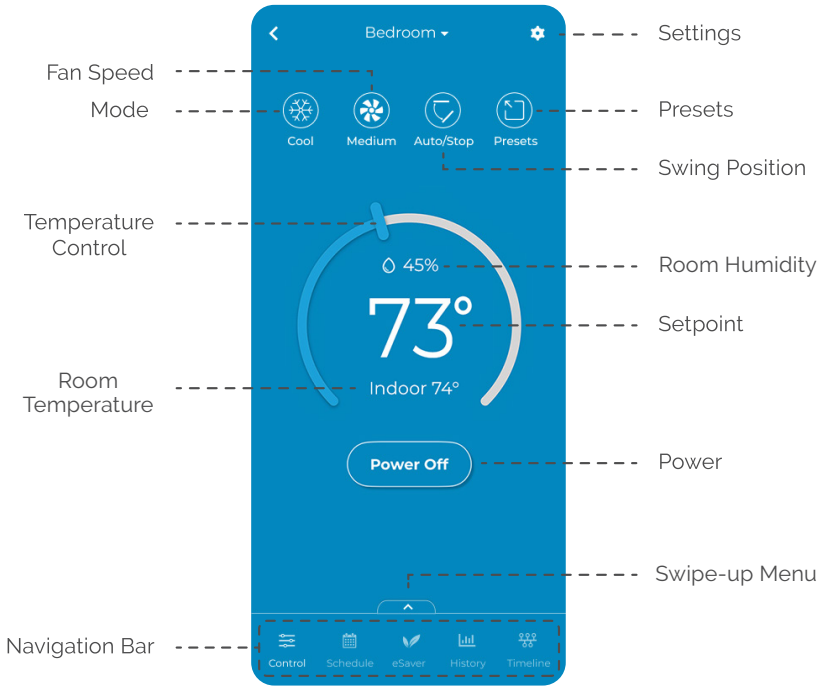 Bedroom
Settings
Fan Speed
Mode
Presets
Cool
Medium
Auto/Stop
Presets
Swing Position
Temperature
Control
45%
Room Humidity
73°
Setpoint
Room
Temperature
Indoor 74°
Power Off
Power
Swipe-up Menu
Navigation Bar
Control
Schedule
eSaver
History
Timeline